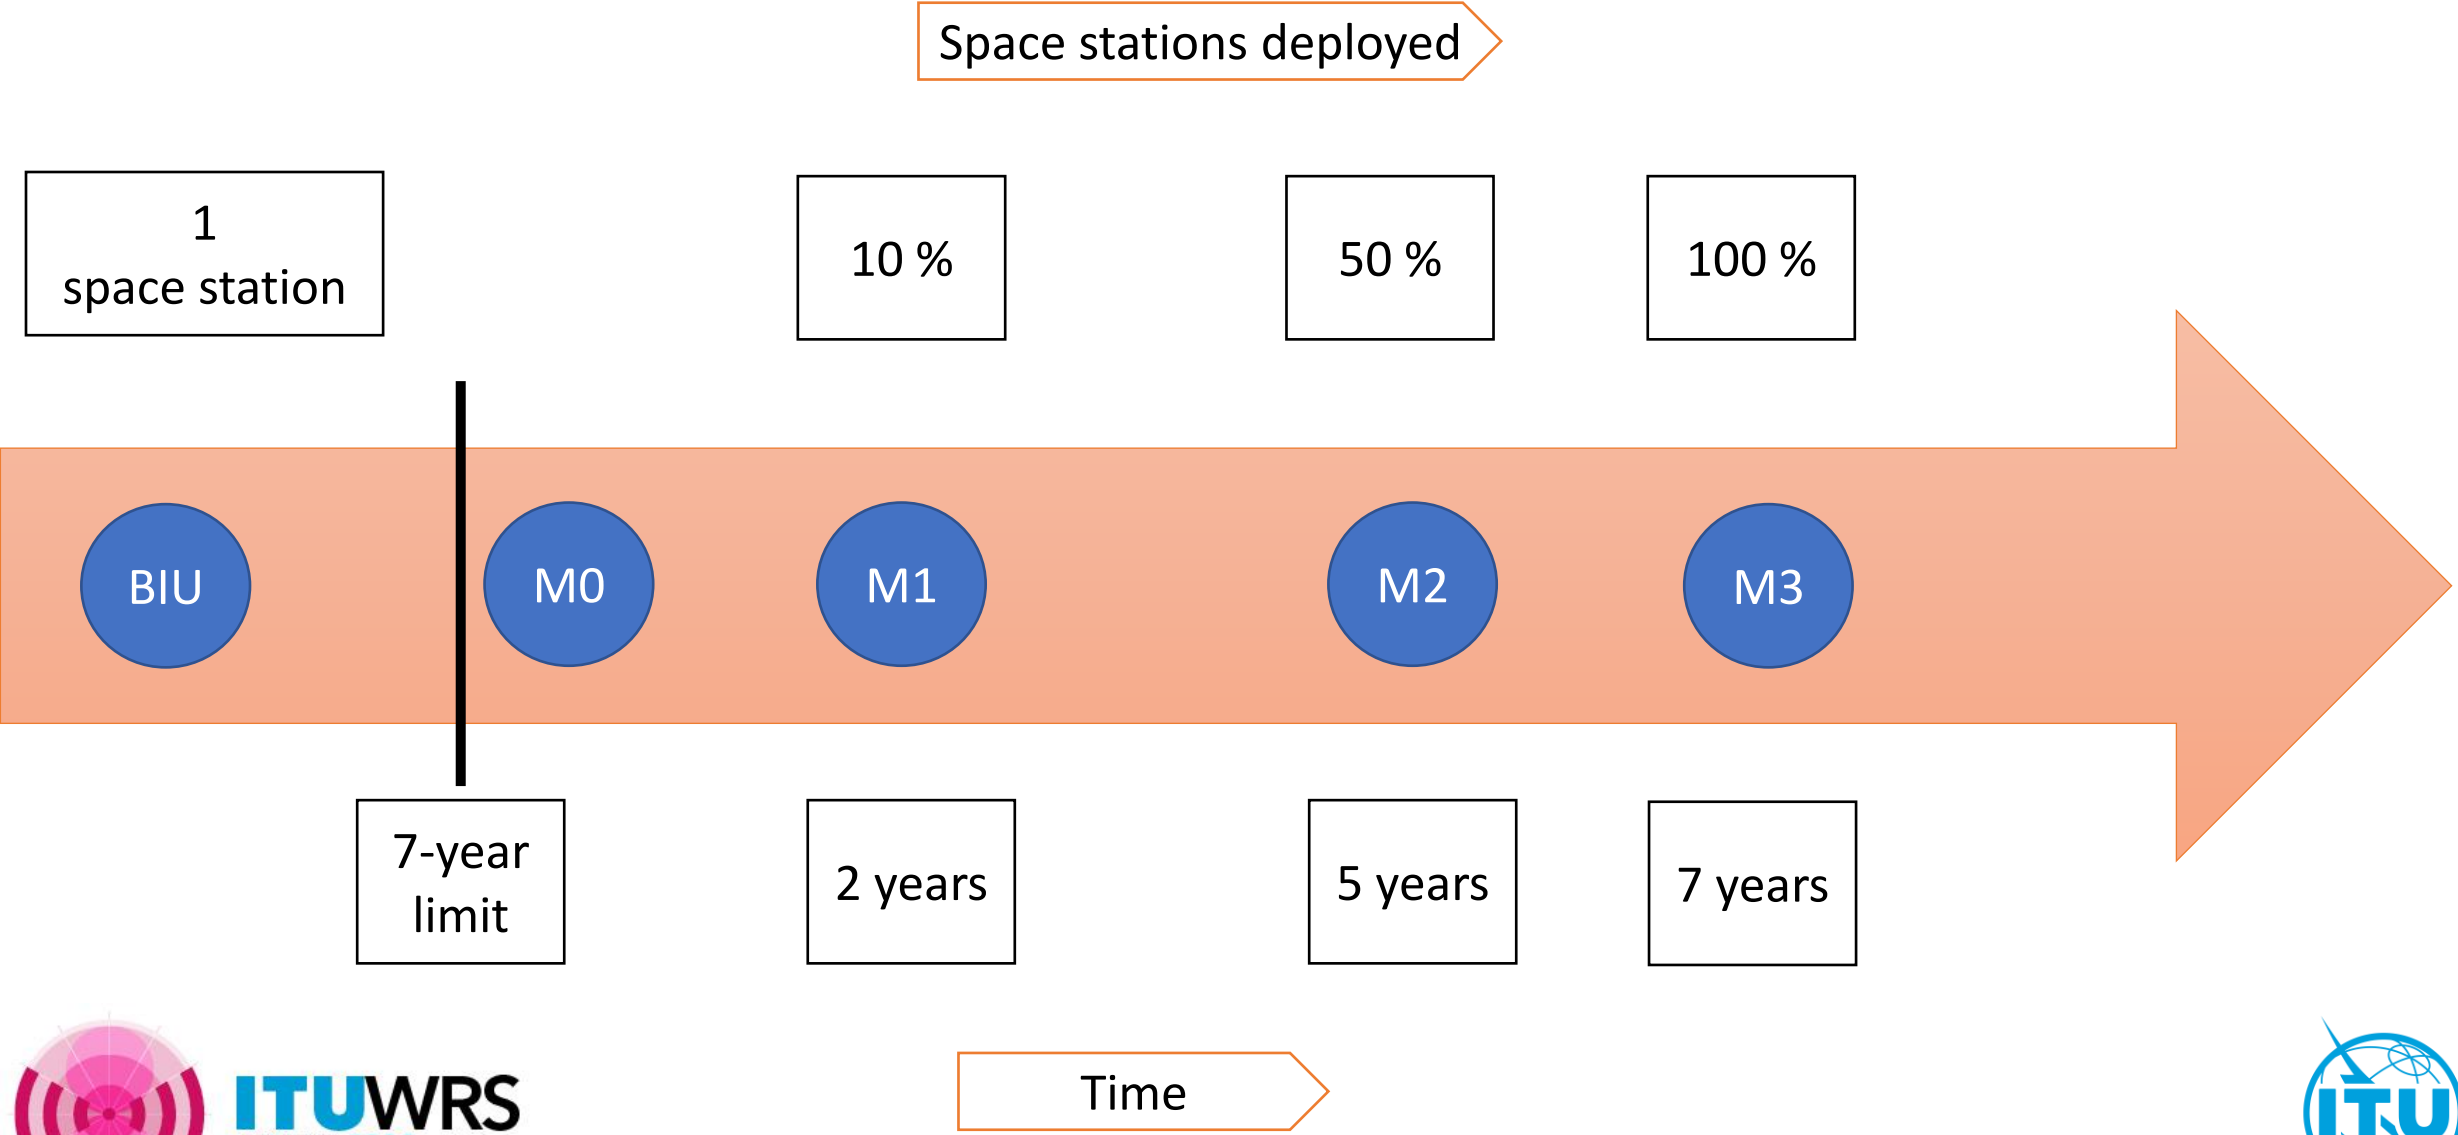 Space stations deployed
1
space station
10 %
50 %
100 %
BIU
M0
M1
M2
M3
7-year
limit
2 years
5 years
7 years
Time
ITUWRS
ITU